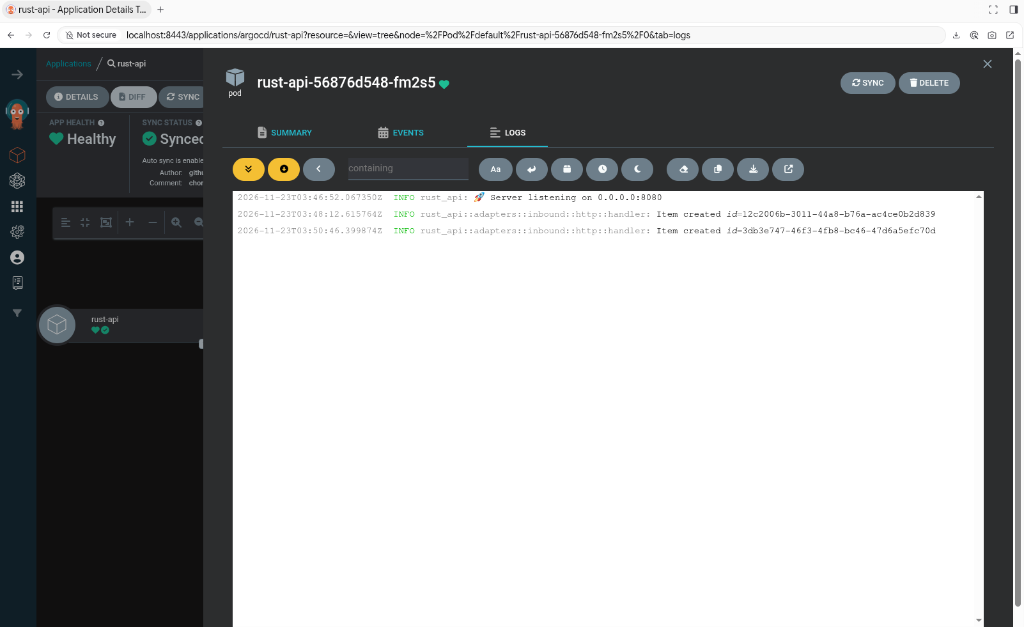 rust-api - Application Details T...
Not secure
localhost:8443/applications/argocd/rust-api?resource=&view=tree&node=%2FPod%2Fdefault%2Frust-api-56876d548-fm2s5%2F0&tab=logs
Applications / rust-api
DETAILS DIFF SYNC
APP HEALTH
Healthy
SYNC STATUS
Synced
Auto sync is enable
Author: gith
Comment: chor
rust-api
pod
rust-api-56876d548-fm2s5
SYNC DELETE
SUMMARY EVENTS LOGS
containing
Aa
2026-11-23T03:46:52.067350Z INFO rust_api: 🚀 Server listening on 0.0.0.0:8080
2026-11-23T03:48:12.615764Z INFO rust_api::adapters::inbound::http::handler: Item created id=12c2006b-3011-44a8-b76a-ac4ce0b2d839
2026-11-23T03:50:46.399874Z INFO rust_api::adapters::inbound::http::handler: Item created id=3db3e747-46f3-4fb8-bc46-47d6a5efc70d